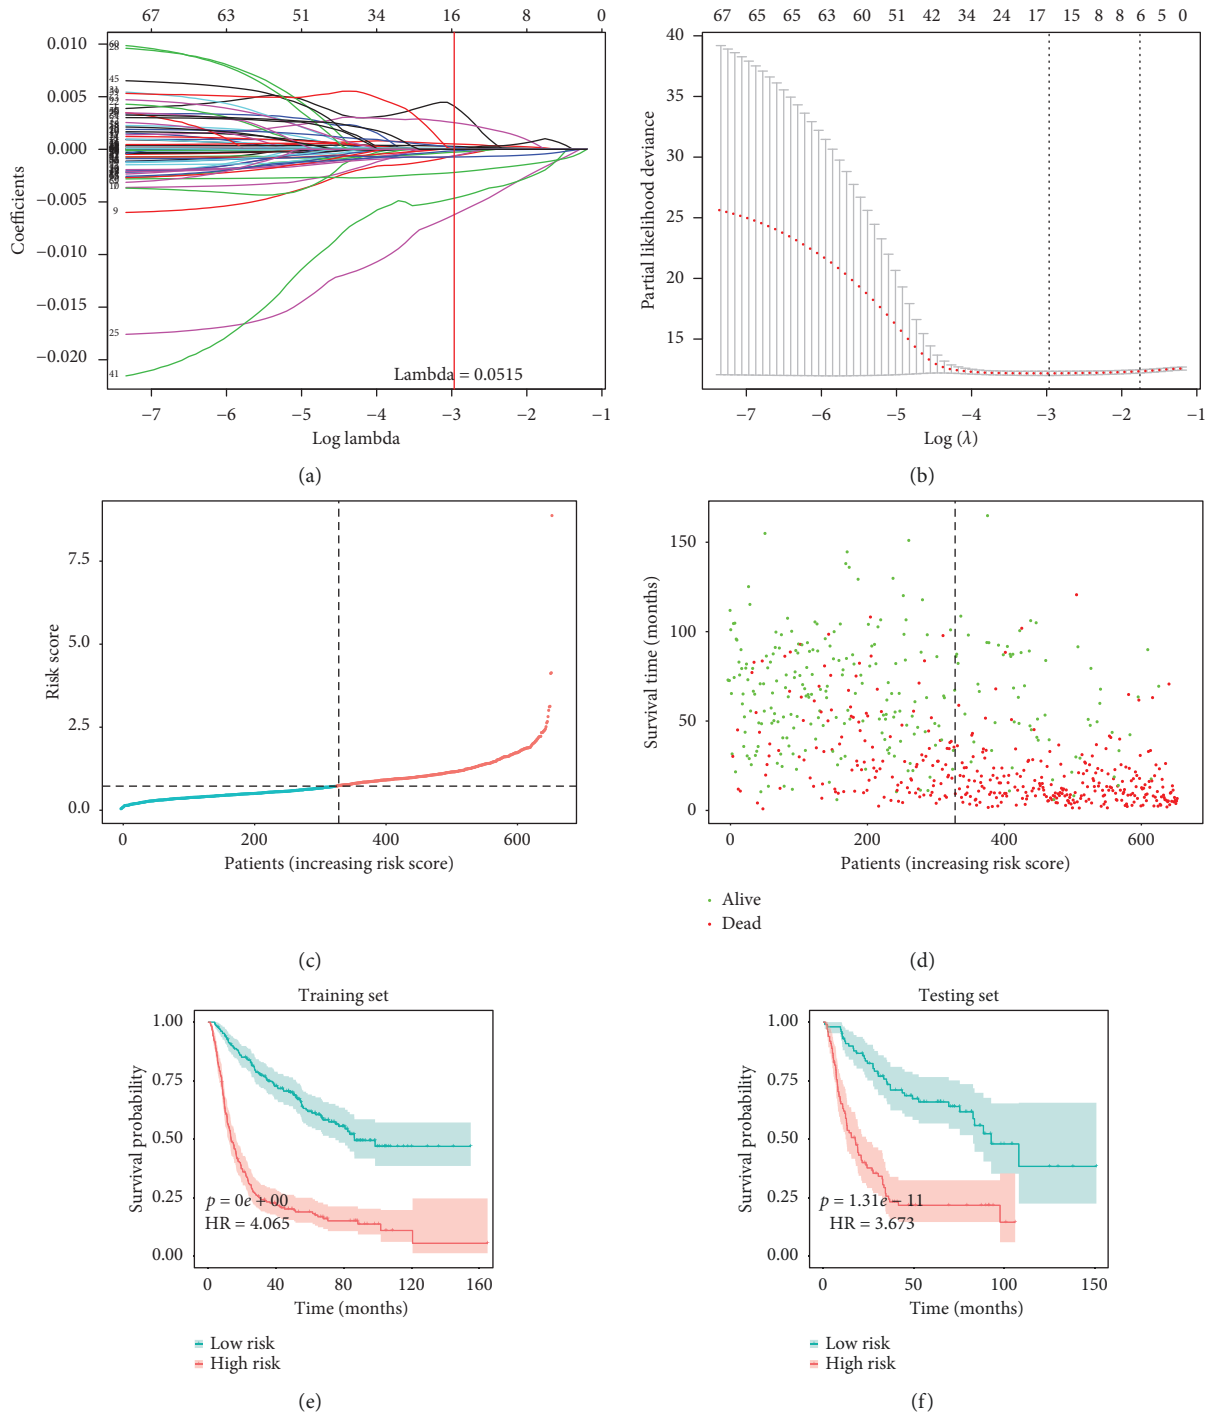 67 63 51 34 16 8 0
0.010
0.005
0.000
−0.005
−0.010
−0.015
−0.020
Coefficients
45
9
25
41
Lambda = 0.0515
−7 −6 −5 −4 −3 −2 −1
Log lambda
(a)
67 65 65 63 60 51 42 34 24 17 15 8 8 6 5 0
40
35
30
25
20
15
Partial likelihood deviance
−7 −6 −5 −4 −3 −2 −1
Log (λ)
(b)
7.5
5.0
2.5
0.0
Risk score
0 200 400 600
Patients (increasing risk score)
(c)
150
100
50
0
Survival time (months)
0 200 400 600
Patients (increasing risk score)
Alive
Dead
(d)
Training set
1.00
0.75
0.50
0.25
0.00
Survival probability
p = 0e + 00
HR = 4.065
0 40 80 120 160
Time (months)
Low risk
High risk
(e)
Testing set
1.00
0.75
0.50
0.25
0.00
Survival probability
p = 1.31e − 11
HR = 3.673
0 50 100 150
Time (months)
Low risk
High risk
(f)